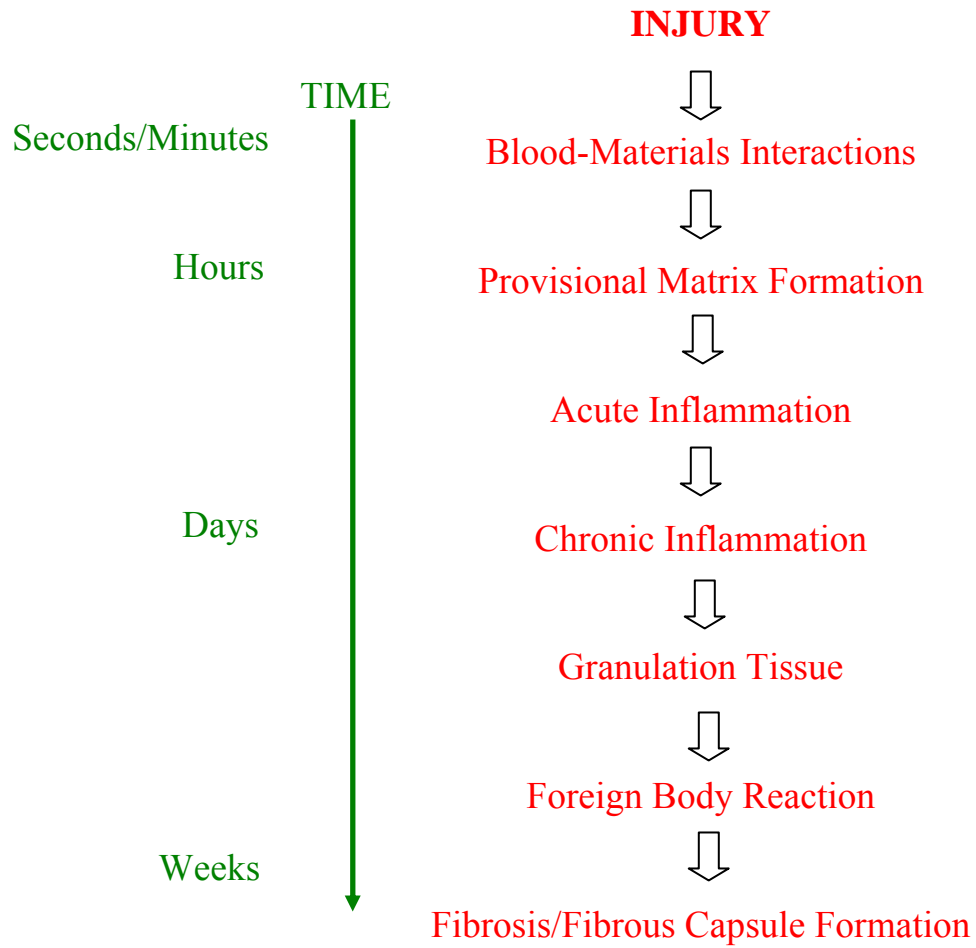 INJURY
TIME
Seconds/Minutes
Blood-Materials Interactions
Hours
Provisional Matrix Formation
Acute Inflammation
Days
Chronic Inflammation
Granulation Tissue
Foreign Body Reaction
Weeks
Fibrosis/Fibrous Capsule Formation